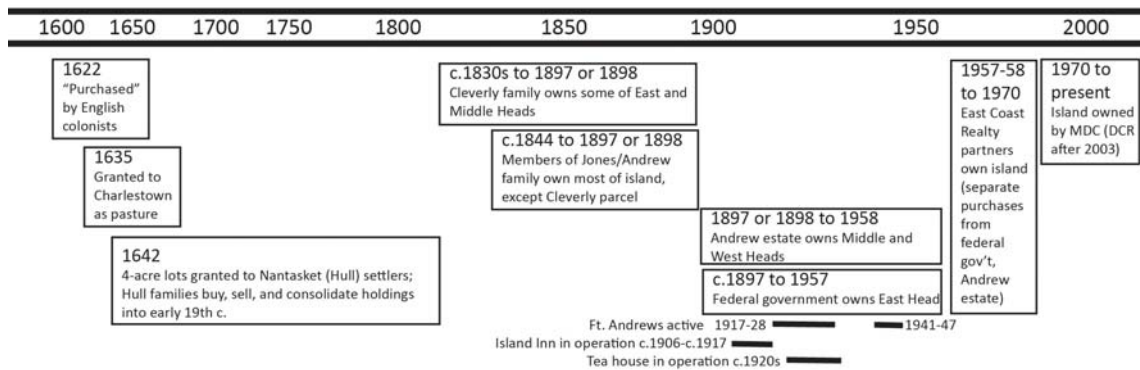 1600 1650 1700 1750 1800 1850 1900 1950 2000
1622
“Purchased”
by English
colonists
1635
Granted to
Charlestown
as pasture
1642
4-acre lots granted to Nantasket (Hull) settlers;
Hull families buy, sell, and consolidate holdings
into early 19th c.
c.1830s to 1897 or 1898
Cleverly family owns some of East and
Middle Heads
c.1844 to 1897 or 1898
Members of Jones/Andrew
family own most of island,
except Cleverly parcel
1897 or 1898 to 1958
Andrew estate owns Middle and
West Heads
c.1897 to 1957
Federal government owns East Head
1957-58
to 1970
East Coast
Realty
partners
own island
(separate
purchases
from
federal
gov’t,
Andrew
estate)
1970 to
present
Island owned
by MDC (DCR
after 2003)
Ft. Andrews active 1917-28 1941-47
Island Inn in operation c.1906-c.1917
Tea house in operation c.1920s